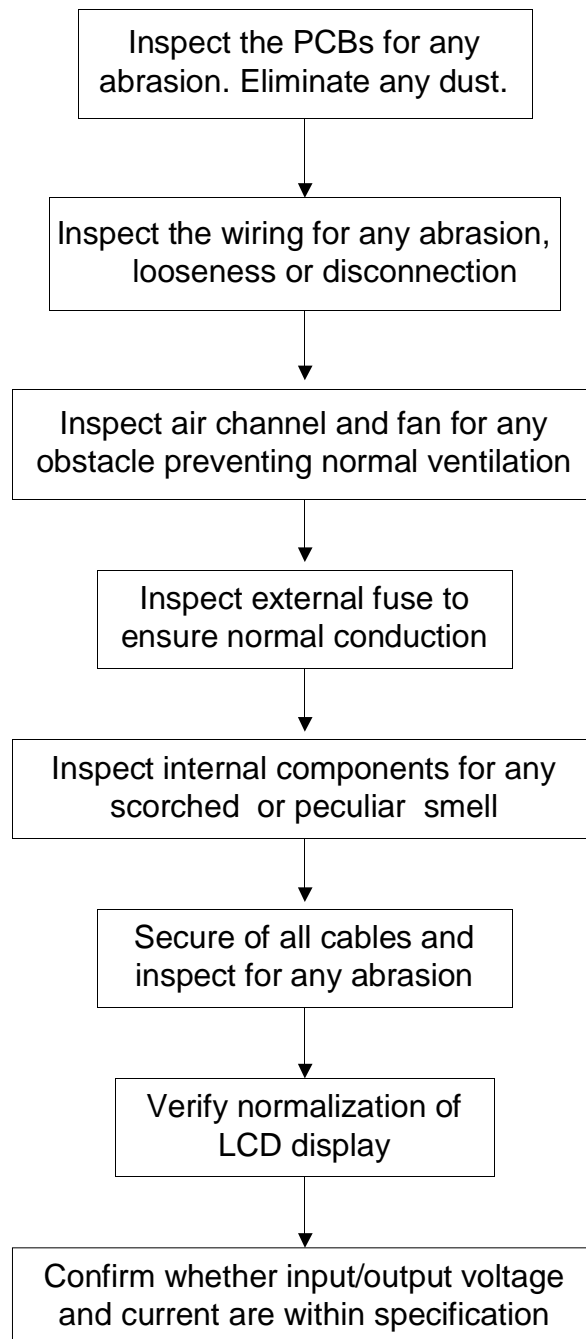 Inspect the PCBs for any
abrasion. Eliminate any dust.
Inspect the wiring for any abrasion,
looseness or disconnection
Inspect air channel and fan for any
obstacle preventing normal ventilation
Inspect external fuse to
ensure normal conduction
Inspect internal components for any
scorched or peculiar smell
Secure of all cables and
inspect for any abrasion
Verify normalization of
LCD display
Confirm whether input/output voltage
and current are within specification